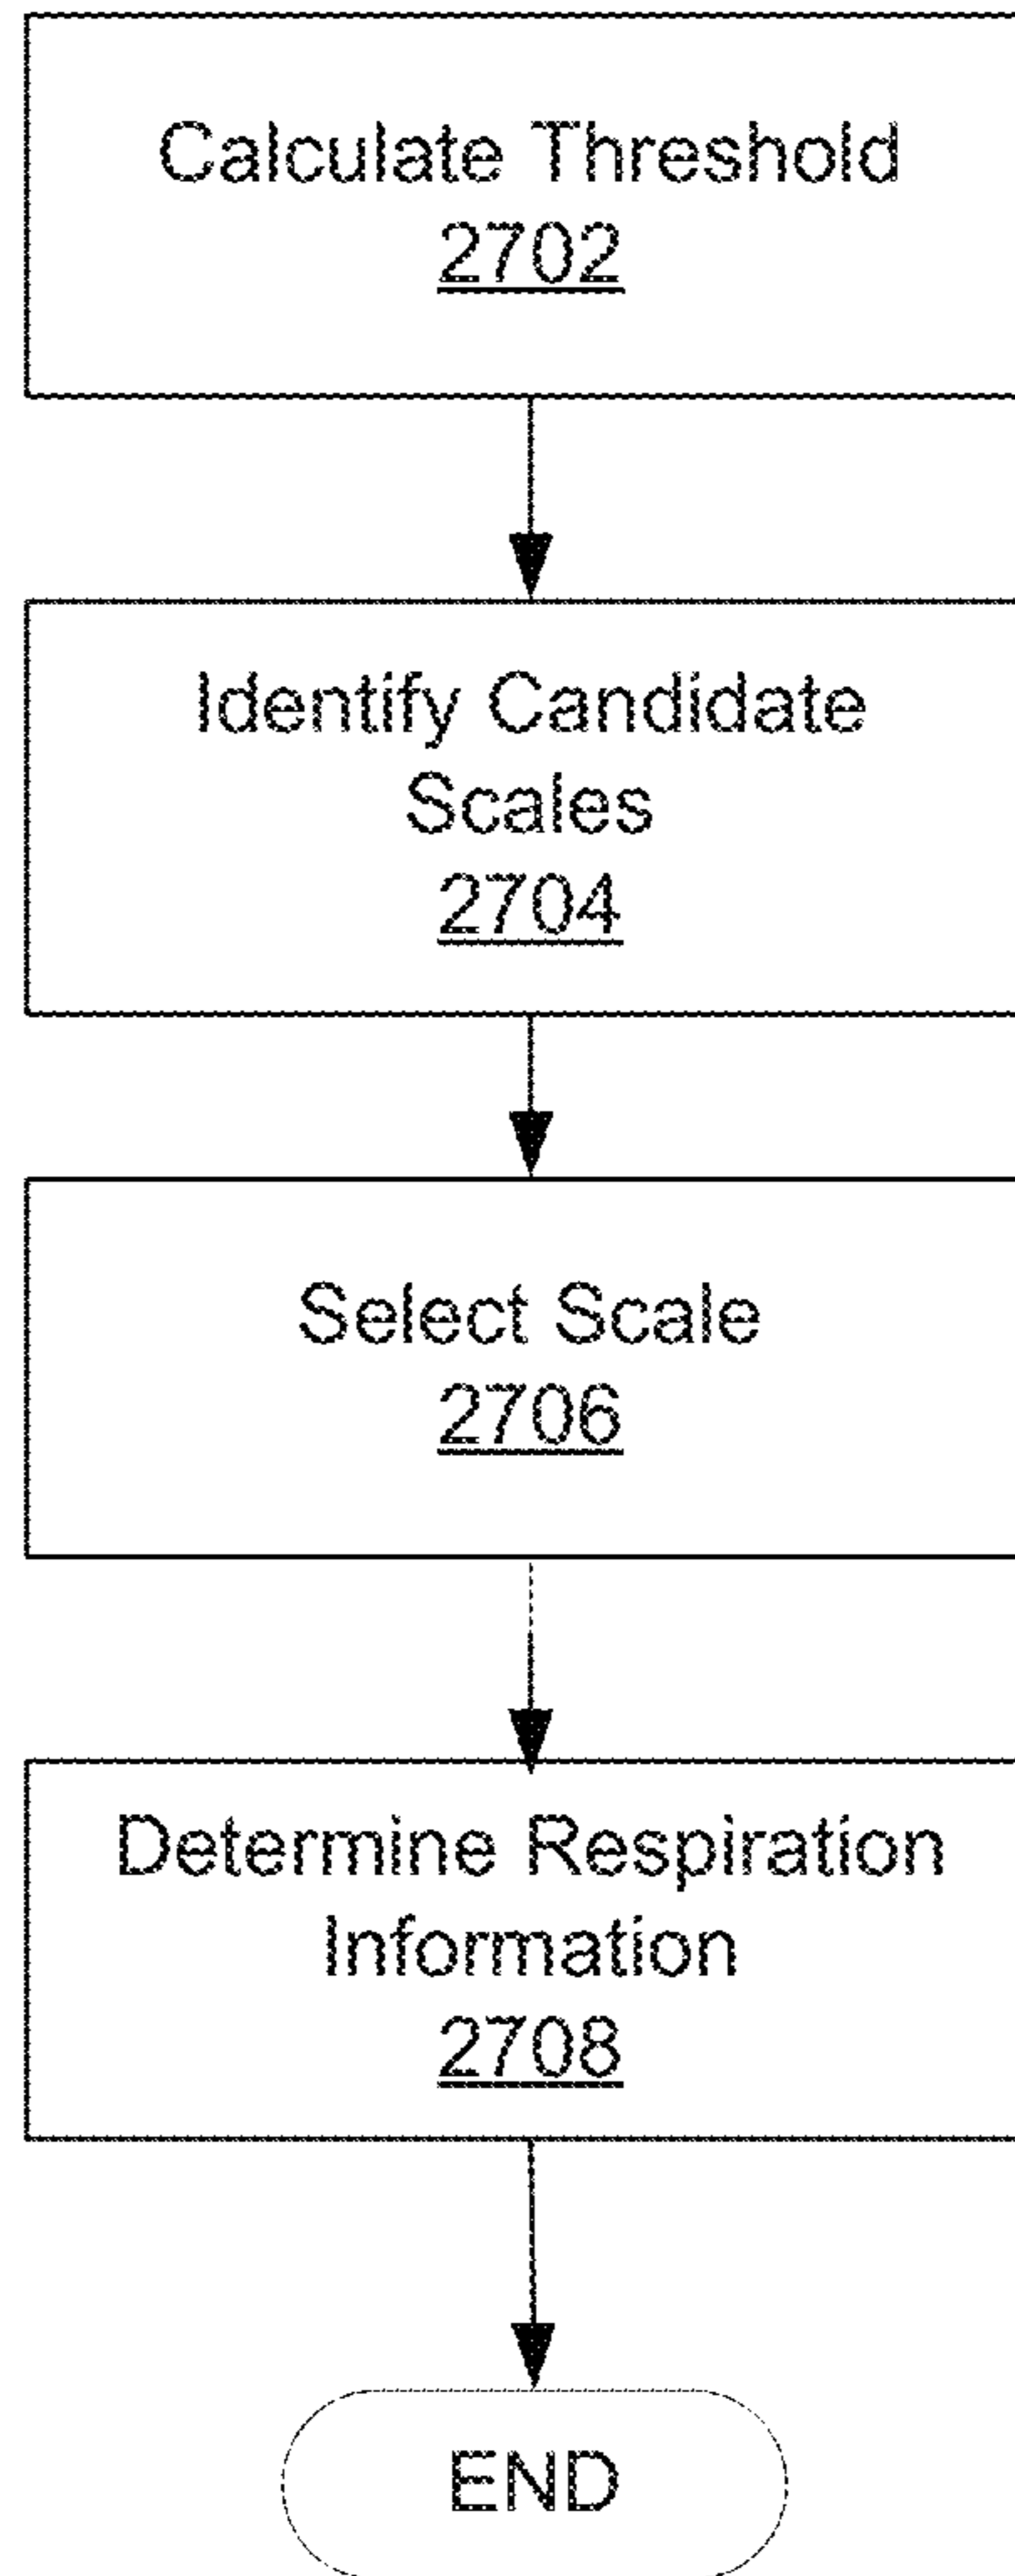 Calculate Threshold
2702
Identify Candidate
Scales
2704
Select Scale
2706
Determine Respiration
Information
2708
END